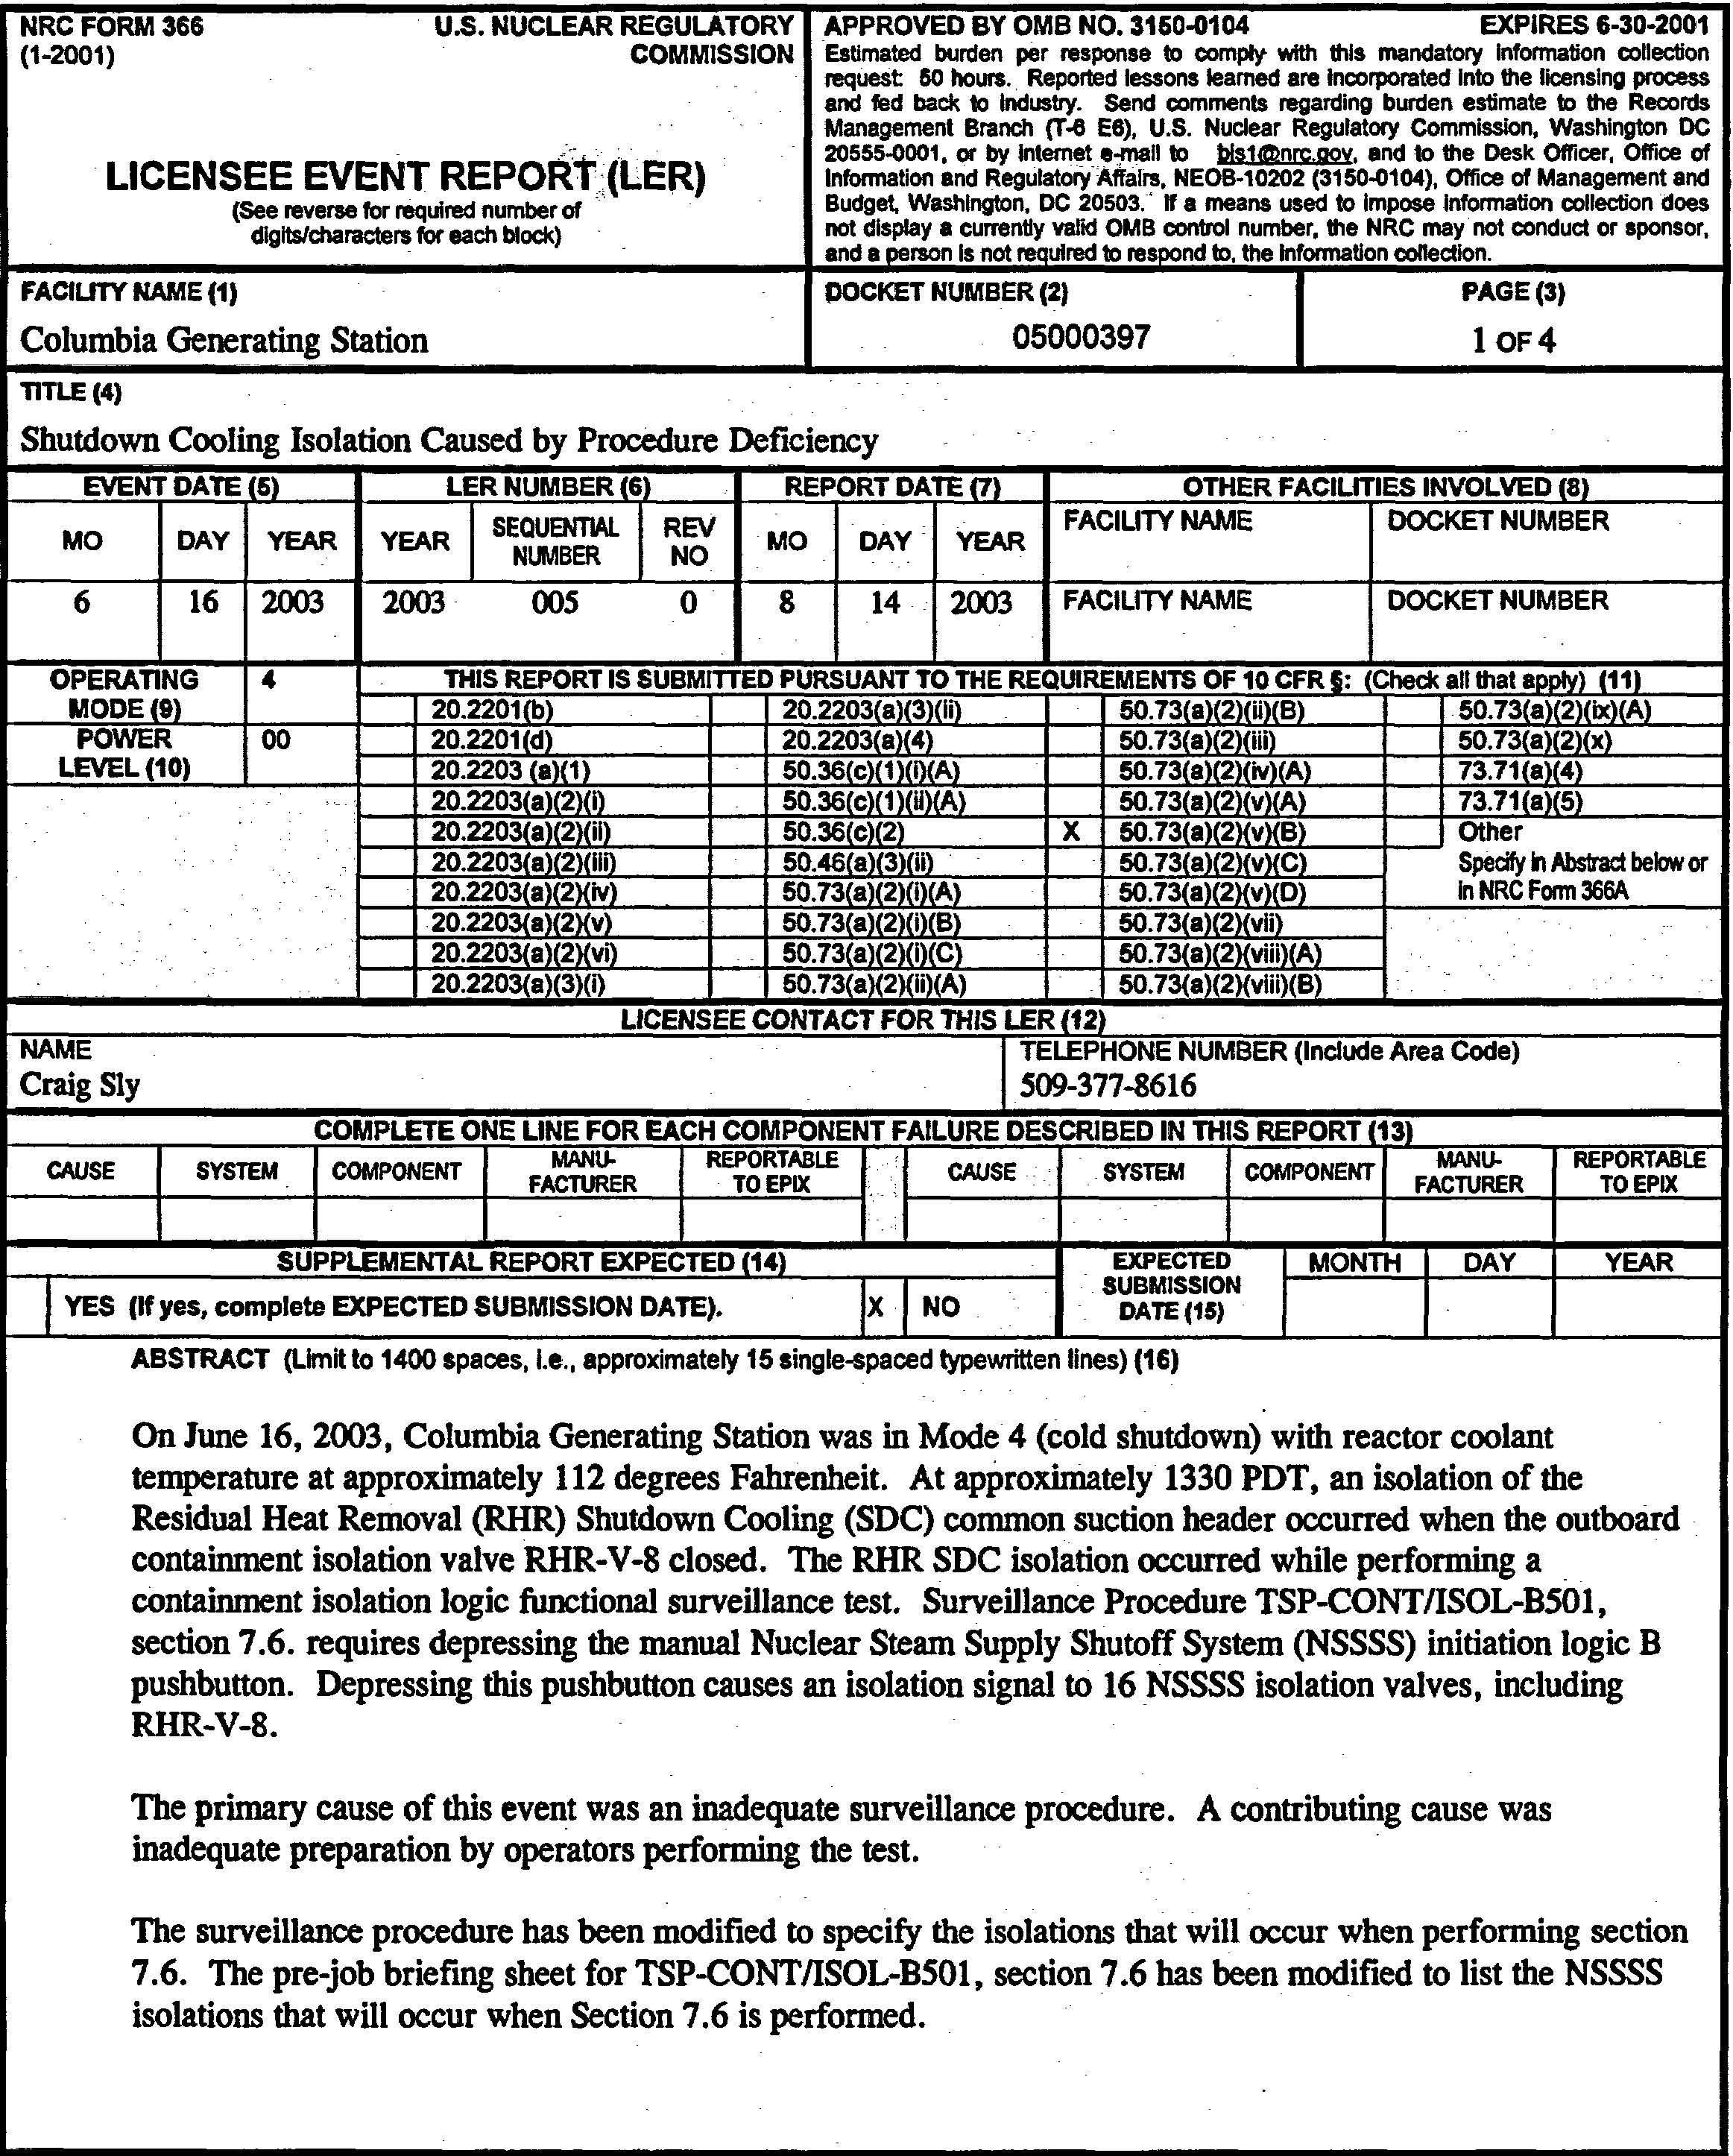 NRC FORM 366
(1-2001)
U.S. NUCLEAR REGULATORY
COMMISSION
LICENSEE EVENT REPORT (LER)
(See reverse for required number of
digits/characters for each block)
APPROVED BY OMB NO. 3150-0104 EXPIRES 6-30-2001
Estimated burden per response to comply with this mandatory information collection
request: 50 hours. Reported lessons learned are incorporated into the licensing process
and fed back to industry. Send comments regarding burden estimate to the Records
Management Branch (T-6 E6), U.S. Nuclear Regulatory Commission, Washington DC
20555-0001, or by internet e-mail to bjs1@nrc.gov, and to the Desk Officer, Office of
Information and Regulatory Affairs, NEOB-10202 (3150-0104), Office of Management and
Budget, Washington, DC 20503. If a means used to impose information collection does
not display a currently valid OMB control number, the NRC may not conduct or sponsor,
and a person is not required to respond to, the information collection.
FACILITY NAME (1) DOCKET NUMBER (2) PAGE (3)
Columbia Generating Station 05000397 1 OF 4
TITLE (4)
Shutdown Cooling Isolation Caused by Procedure Deficiency
EVENT DATE (5) LER NUMBER (6) REPORT DATE (7) OTHER FACILITIES INVOLVED (8)
MO DAY YEAR YEAR SEQUENTIAL NUMBER REV NO MO DAY YEAR FACILITY NAME DOCKET NUMBER
6 16 2003 2003 005 0 8 14 2003 FACILITY NAME DOCKET NUMBER
OPERATING MODE (9) 4 THIS REPORT IS SUBMITTED PURSUANT TO THE REQUIREMENTS OF 10 CFR §: (Check all that apply) (11)
20.2201(b) 20.2203(a)(3)(ii) 50.73(a)(2)(ii)(B) 50.73(a)(2)(ix)(A)
POWER LEVEL (10) 00 20.2201(d) 20.2203(a)(4) 50.73(a)(2)(iii) 50.73(a)(2)(x)
20.2203 (a)(1) 50.36(c)(1)(i)(A) 50.73(a)(2)(iv)(A) 73.71(a)(4)
20.2203(a)(2)(i) 50.36(c)(1)(ii)(A) 50.73(a)(2)(v)(A) 73.71(a)(5)
20.2203(a)(2)(ii) 50.36(c)(2) X 50.73(a)(2)(v)(B) Other
20.2203(a)(2)(iii) 50.46(a)(3)(ii) 50.73(a)(2)(v)(C) Specify in Abstract below or
20.2203(a)(2)(iv) 50.73(a)(2)(i)(A) 50.73(a)(2)(v)(D) in NRC Form 366A
20.2203(a)(2)(v) 50.73(a)(2)(i)(B) 50.73(a)(2)(vii)
20.2203(a)(2)(vi) 50.73(a)(2)(i)(C) 50.73(a)(2)(viii)(A)
20.2203(a)(3)(i) 50.73(a)(2)(ii)(A) 50.73(a)(2)(viii)(B)
LICENSEE CONTACT FOR THIS LER (12)
NAME TELEPHONE NUMBER (Include Area Code)
Craig Sly 509-377-8616
COMPLETE ONE LINE FOR EACH COMPONENT FAILURE DESCRIBED IN THIS REPORT (13)
CAUSE SYSTEM COMPONENT MANU-FACTURER REPORTABLE TO EPIX CAUSE SYSTEM COMPONENT MANU-FACTURER REPORTABLE TO EPIX
SUPPLEMENTAL REPORT EXPECTED (14) EXPECTED SUBMISSION DATE (15) MONTH DAY YEAR
YES (If yes, complete EXPECTED SUBMISSION DATE). X NO
ABSTRACT (Limit to 1400 spaces, i.e., approximately 15 single-spaced typewritten lines) (16)
On June 16, 2003, Columbia Generating Station was in Mode 4 (cold shutdown) with reactor coolant
temperature at approximately 112 degrees Fahrenheit. At approximately 1330 PDT, an isolation of the
Residual Heat Removal (RHR) Shutdown Cooling (SDC) common suction header occurred when the outboard
containment isolation valve RHR-V-8 closed. The RHR SDC isolation occurred while performing a
containment isolation logic functional surveillance test. Surveillance Procedure TSP-CONT/ISOL-B501,
section 7.6. requires depressing the manual Nuclear Steam Supply Shutoff System (NSSSS) initiation logic B
pushbutton. Depressing this pushbutton causes an isolation signal to 16 NSSSS isolation valves, including
RHR-V-8.
The primary cause of this event was an inadequate surveillance procedure. A contributing cause was
inadequate preparation by operators performing the test.
The surveillance procedure has been modified to specify the isolations that will occur when performing section
7.6. The pre-job briefing sheet for TSP-CONT/ISOL-B501, section 7.6 has been modified to list the NSSSS
isolations that will occur when Section 7.6 is performed.